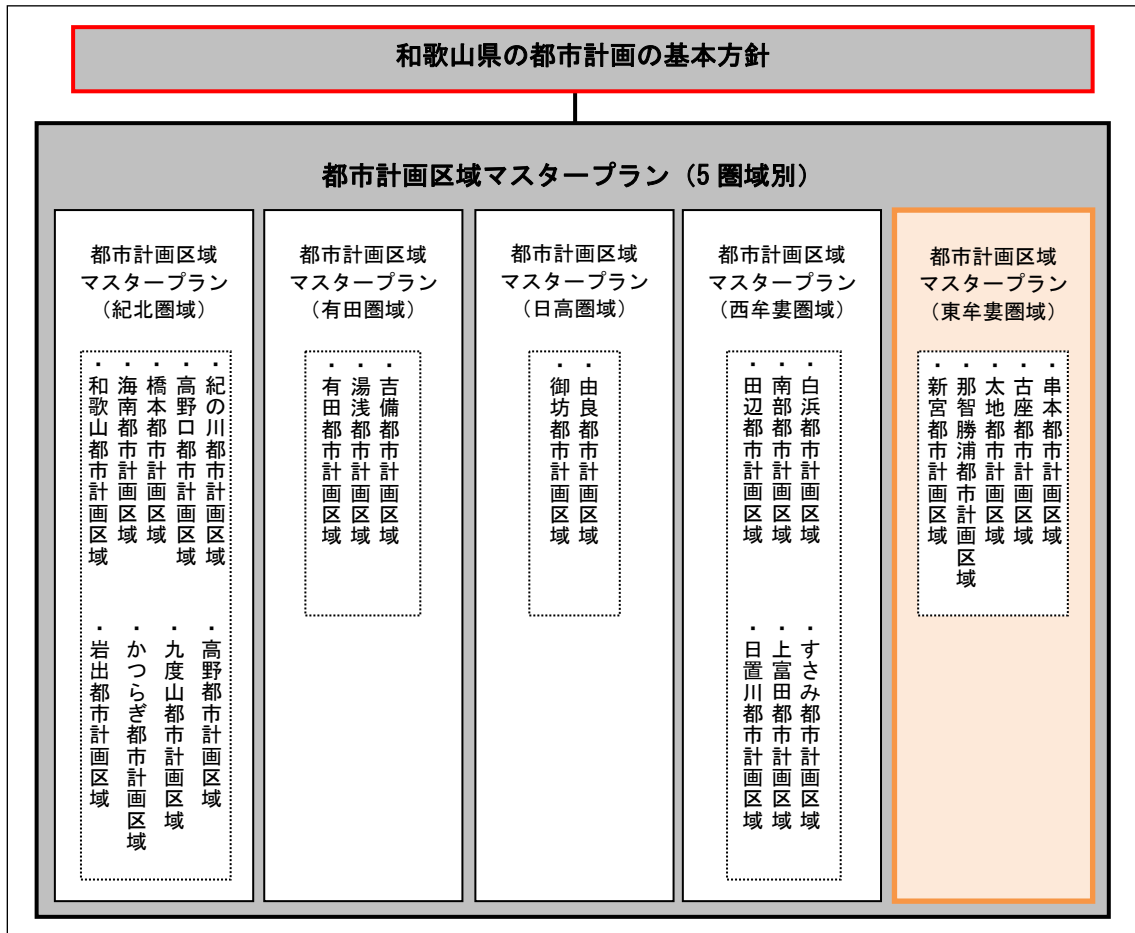 和歌山県の都市計画の基本方針
都市計画区域マスタープラン（5 圏域別）
都市計画区域
マスタープラン
（紀北圏域）
・紀の川都市計画区域
・高野口都市計画区域
・橋本都市計画区域
・海南都市計画区域
・和歌山都市計画区域
・高野都市計画区域
・九度山都市計画区域
・かつらぎ都市計画区域
・岩出都市計画区域
都市計画区域
マスタープラン
（有田圏域）
・吉備都市計画区域
・湯浅都市計画区域
・有田都市計画区域
都市計画区域
マスタープラン
（日高圏域）
・由良都市計画区域
・御坊都市計画区域
都市計画区域
マスタープラン
（西牟婁圏域）
・白浜都市計画区域
・南部都市計画区域
・田辺都市計画区域
・すさみ都市計画区域
・上富田都市計画区域
・日置川都市計画区域
都市計画区域
マスタープラン
（東牟婁圏域）
・串本都市計画区域
・古座都市計画区域
・太地都市計画区域
・那智勝浦都市計画区域
・新宮都市計画区域